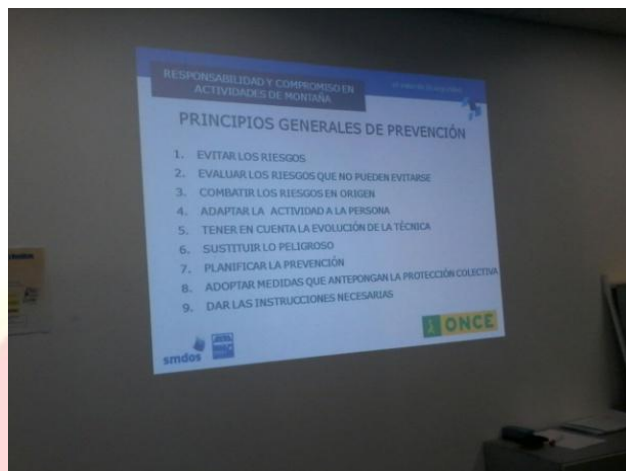 RESPONSABILIDAD Y COMPROMISO EN
ACTIVIDADES DE MONTAÑA
PRINCIPIOS GENERALES DE PREVENCIÓN
1. EVITAR LOS RIESGOS
2. EVALUAR LOS RIESGOS QUE NO PUEDEN EVITARSE
3. COMBATIR LOS RIESGOS EN ORIGEN
4. ADAPTAR LA ACTIVIDAD A LA PERSONA
5. TENER EN CUENTA LA EVOLUCIÓN DE LA TÉCNICA
6. SUSTITUIR LO PELIGROSO
7. PLANIFICAR LA PREVENCIÓN
8. ADOPTAR MEDIDAS QUE ANTEPONGAN LA PROTECCIÓN COLECTIVA
9. DAR LAS INSTRUCCIONES NECESARIAS
smdos
ONCE